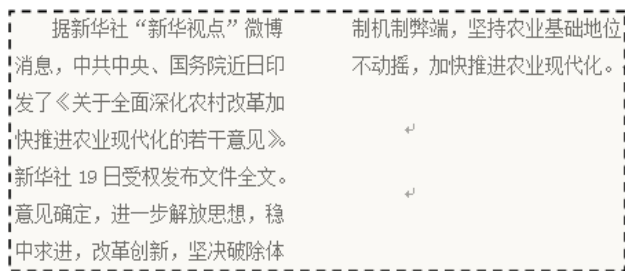 据新华社“新华视点”微博
消息，中共中央、国务院近日印
发了《关于全面深化农村改革加
快推进农业现代化的若干意见》。
新华社 19 日受权发布文件全文。
意见确定，进一步解放思想，稳
中求进，改革创新，坚决破除体
制机制弊端，坚持农业基础地位
不动摇，加快推进农业现代化。